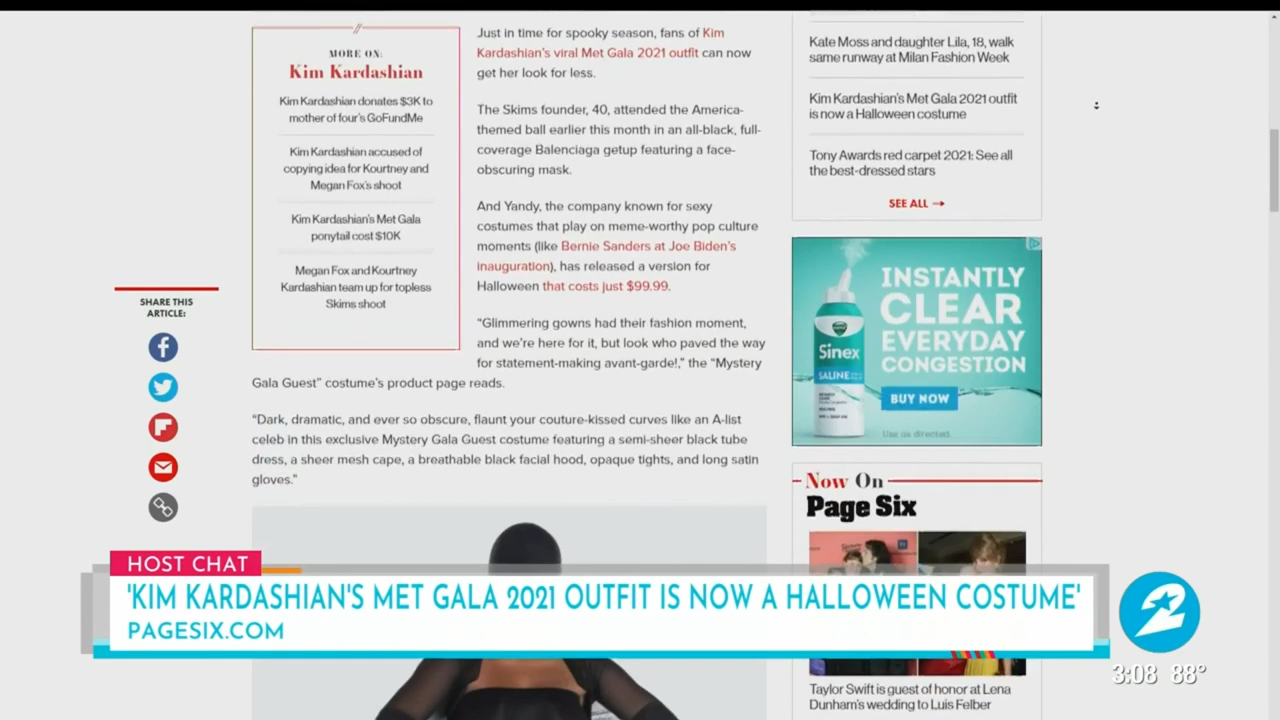 MORE ON:
Kim Kardashian
Kim Kardashian donates $3K to
mother of four's GoFundMe
Kim Kardashian accused of
copying idea for Kourtney and
Megan Fox's shoot
Kim Kardashian's Met Gala
ponytail cost $10K
Megan Fox and Kourtney
Kardashian team up for topless
Skims shoot
SHARE THIS
ARTICLE:
Just in time for spooky season, fans of Kim
Kardashian's viral Met Gala 2021 outfit can now
get her look for less.
The Skims founder, 40, attended the America-
themed ball earlier this month in an all-black, full-
coverage Balenciaga getup featuring a face-
obscuring mask.
And Yandy, the company known for sexy
costumes that play on meme-worthy pop culture
moments (like Bernie Sanders at Joe Biden's
inauguration), has released a version for
Halloween that costs just $99.99.
“Glimmering gowns had their fashion moment,
and we're here for it, but look who paved the way
for statement-making avant-garde!,” the “Mystery
Gala Guest” costume's product page reads.
“Dark, dramatic, and ever so obscure, flaunt your couture-kissed curves like an A-list
celeb in this exclusive Mystery Gala Guest costume featuring a semi-sheer black tube
dress, a sheer mesh cape, a breathable black facial hood, opaque tights, and long satin
gloves.”
Kate Moss and daughter Lila, 18, walk
same runway at Milan Fashion Week
Kim Kardashian's Met Gala 2021 outfit
is now a Halloween costume
Tony Awards red carpet 2021: See all
the best-dressed stars
SEE ALL →
INSTANTLY
CLEAR
EVERYDAY
CONGESTION
BUY NOW
Use as directed.
Sinex
SALINE
Now On
Page Six
HOST CHAT
'KIM KARDASHIAN'S MET GALA 2021 OUTFIT IS NOW A HALLOWEEN COSTUME'
PAGESIX.COM
2
3:08 88°
Taylor Swift is guest of honor at Lena
Dunham's wedding to Luis Felber